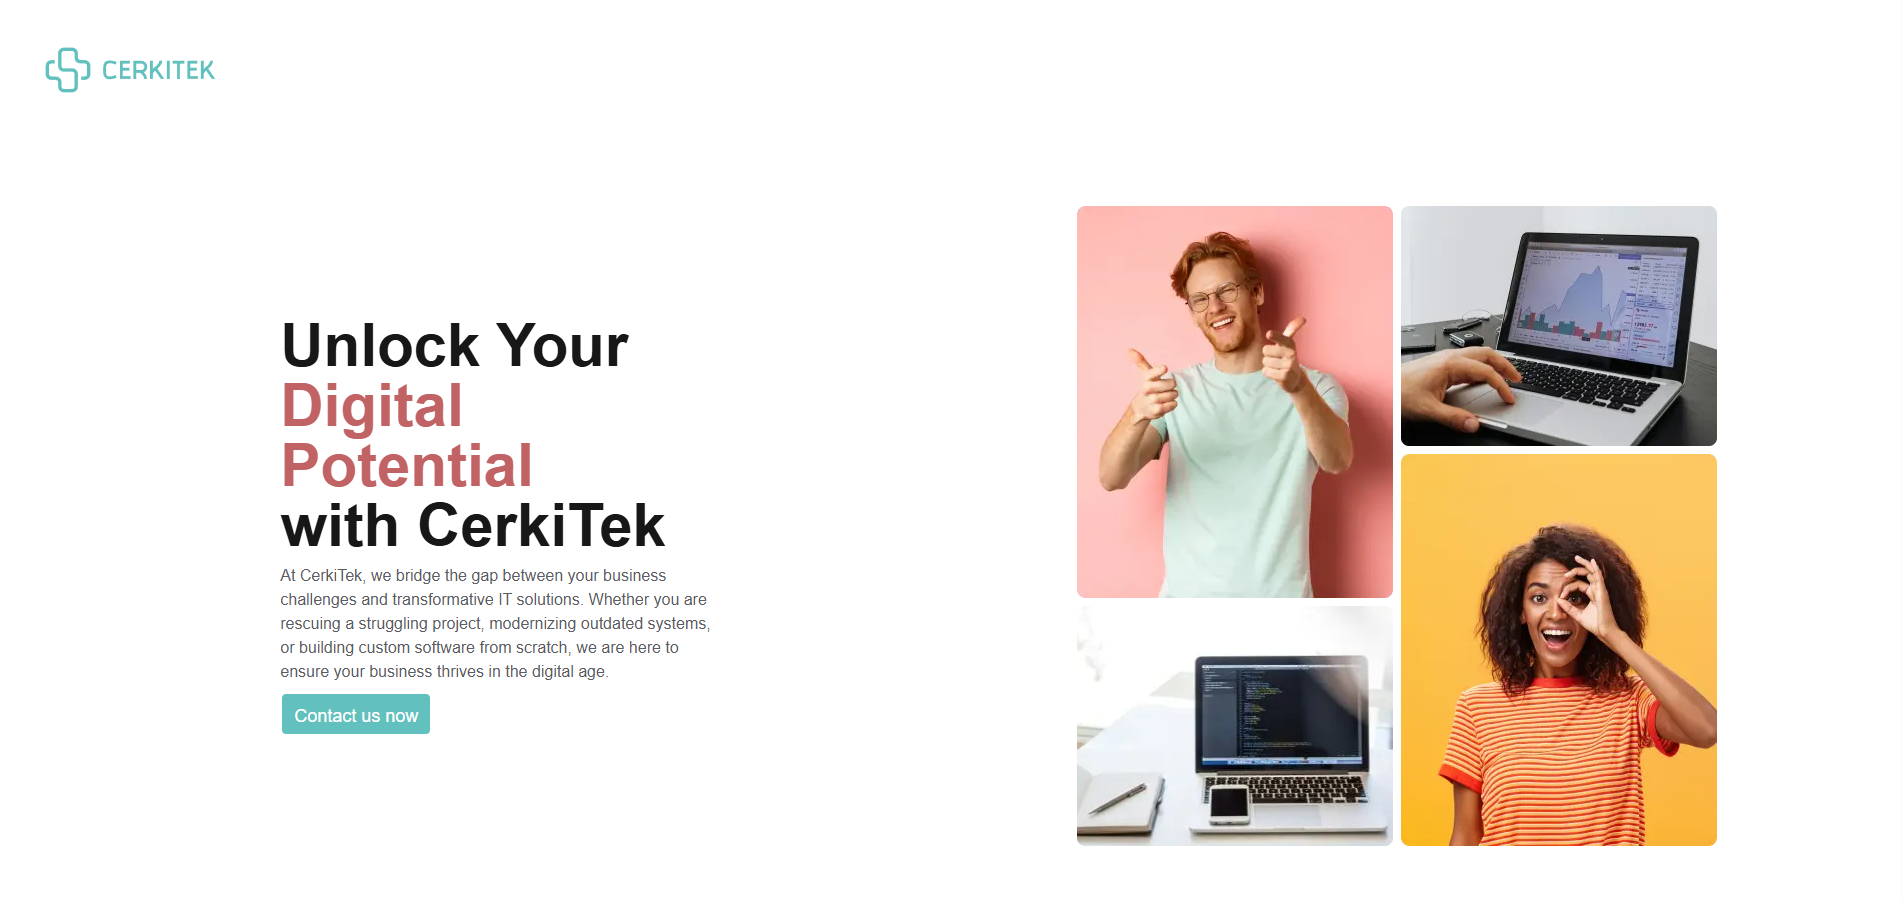 CERKITEK
Unlock Your
Digital
Potential
with CerkiTek
At CerkiTek, we bridge the gap between your business
challenges and transformative IT solutions. Whether you are
rescuing a struggling project, modernizing outdated systems,
or building custom software from scratch, we are here to
ensure your business thrives in the digital age.
Contact us now